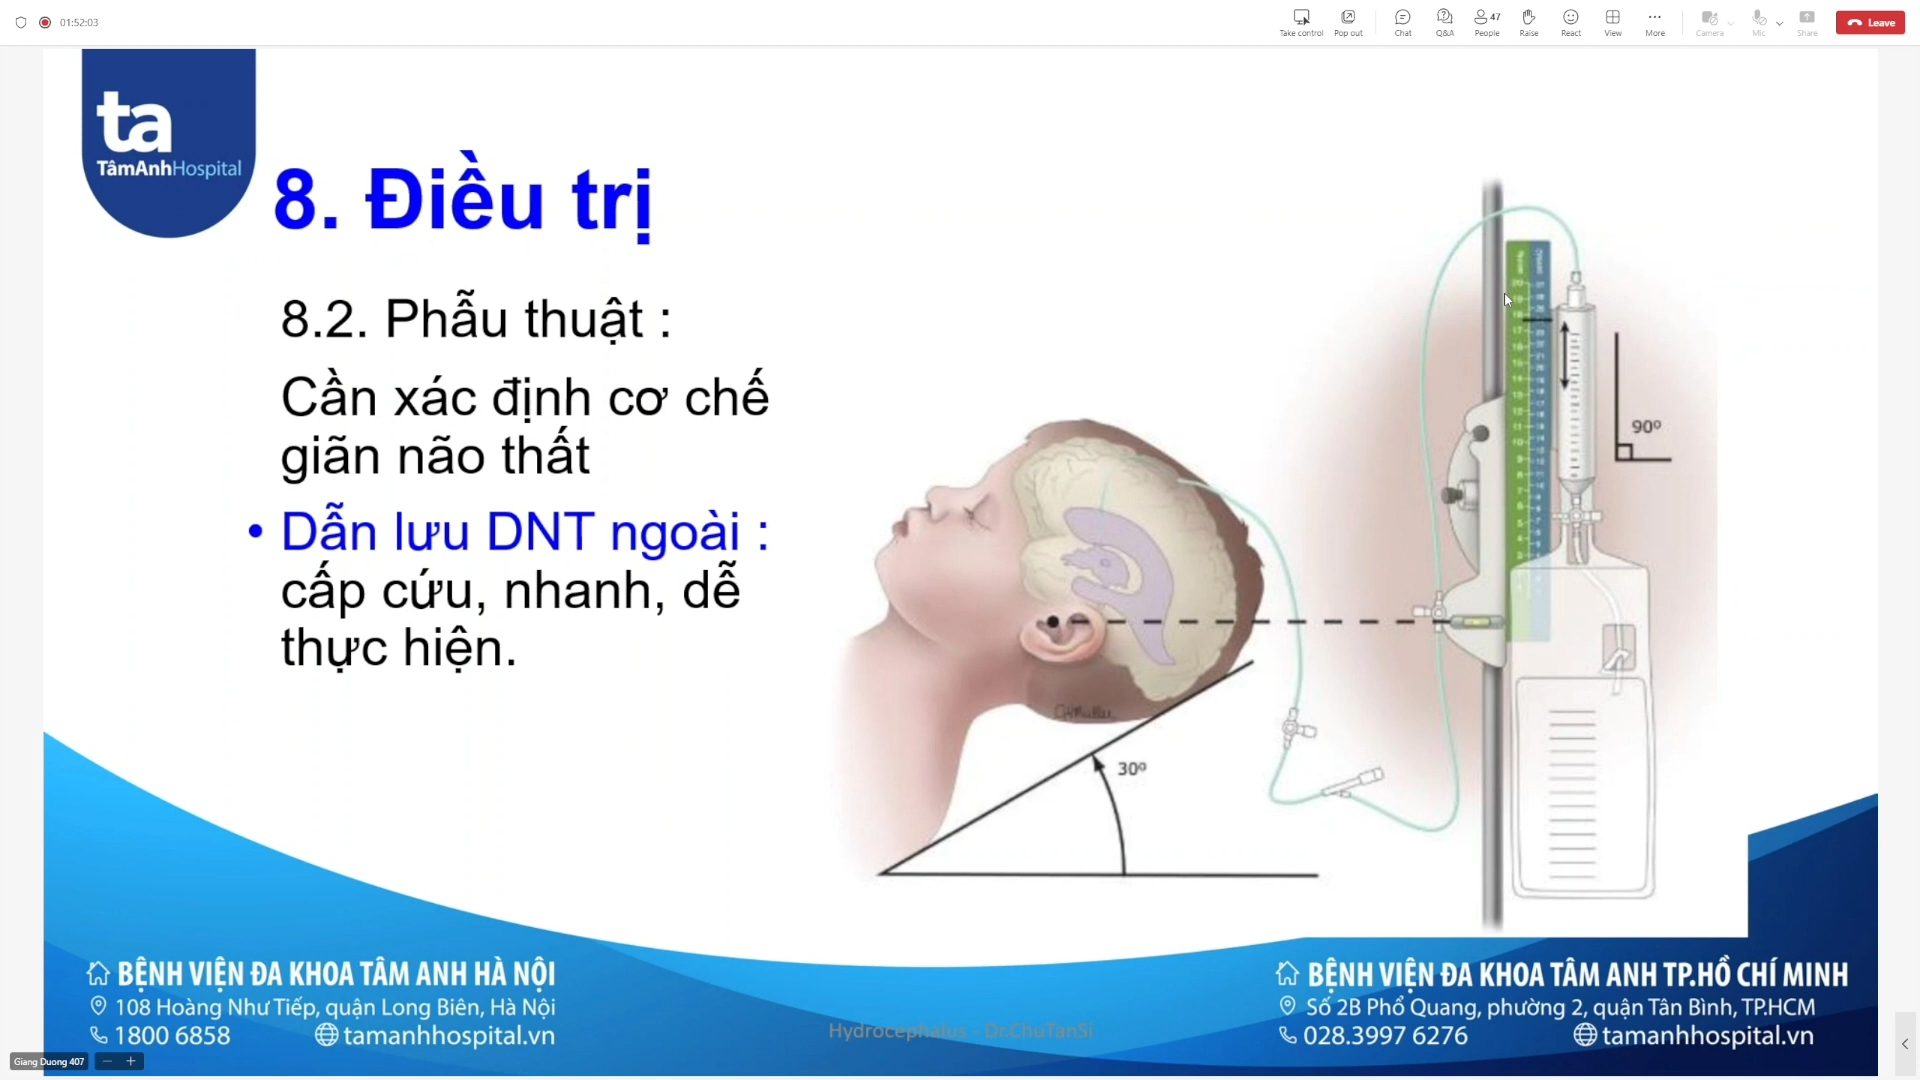 01:52:03
Take control
Pop out
Chat
Q&A
47
People
Raise
React
View
More
Camera
Mic
Share
Leave
ta
TâmAnhHospital
8. Điều trị
8.2. Phẫu thuật :
Cần xác định cơ chế
giãn não thất
• Dẫn lưu DNT ngoài :
cấp cứu, nhanh, dễ
thực hiện.
90º
30º
BỆNH VIỆN ĐA KHOA TÂM ANH HÀ NỘI
108 Hoàng Như Tiếp, quận Long Biên, Hà Nội
1800 6858
tamanhhospital.vn
Hydrocephalus - Dr.ChuTanSi
BỆNH VIỆN ĐA KHOA TÂM ANH TP.HỒ CHÍ MINH
Số 2B Phổ Quang, phường 2, quận Tân Bình, TP.HCM
028.3997 6276
tamanhhospital.vn
Giang Duong 407